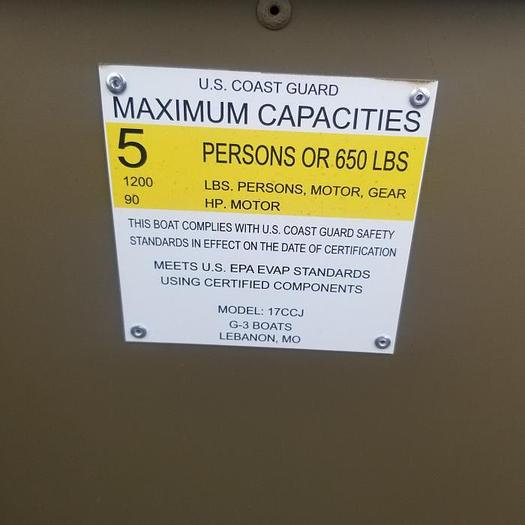 U.S. COAST GUARD
MAXIMUM CAPACITIES
5 PERSONS OR 650 LBS
1200 LBS. PERSONS, MOTOR, GEAR
90 HP. MOTOR
THIS BOAT COMPLIES WITH U.S. COAST GUARD SAFETY
STANDARDS IN EFFECT ON THE DATE OF CERTIFICATION
MEETS U.S. EPA EVAP STANDARDS
USING CERTIFIED COMPONENTS
MODEL: 17CCJ
G-3 BOATS
LEBANON, MO